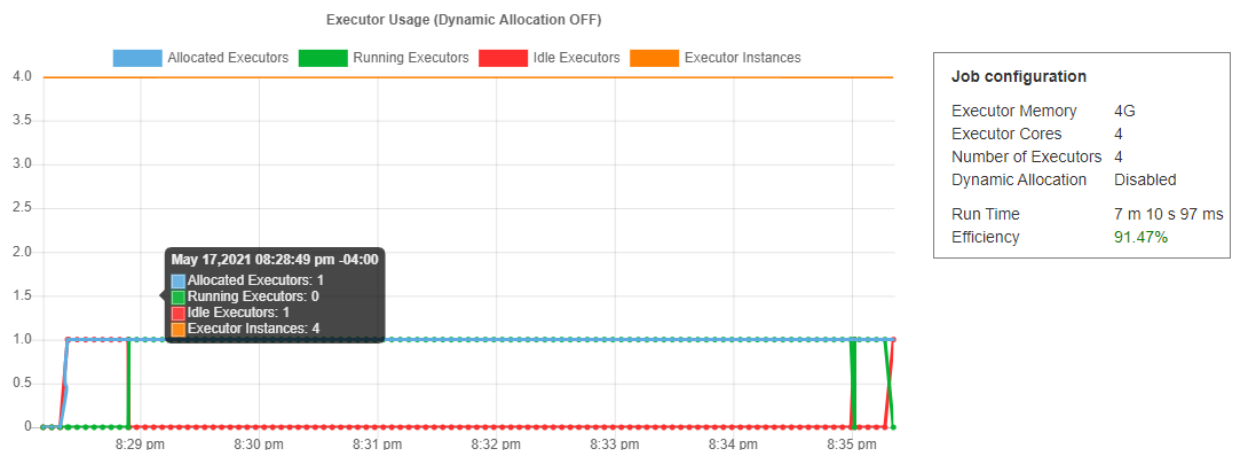 Executor Usage (Dynamic Allocation OFF)
Allocated Executors Running Executors Idle Executors Executor Instances
4.0
3.5
3.0
2.5
2.0
1.5
1.0
0.5
0
May 17,2021 08:28:49 pm -04:00
Allocated Executors: 1
Running Executors: 0
Idle Executors: 1
Executor Instances: 4
8:29 pm 8:30 pm 8:31 pm 8:32 pm 8:33 pm 8:34 pm 8:35 pm
Job configuration
Executor Memory 4G
Executor Cores 4
Number of Executors 4
Dynamic Allocation Disabled
Run Time 7 m 10 s 97 ms
Efficiency 91.47%